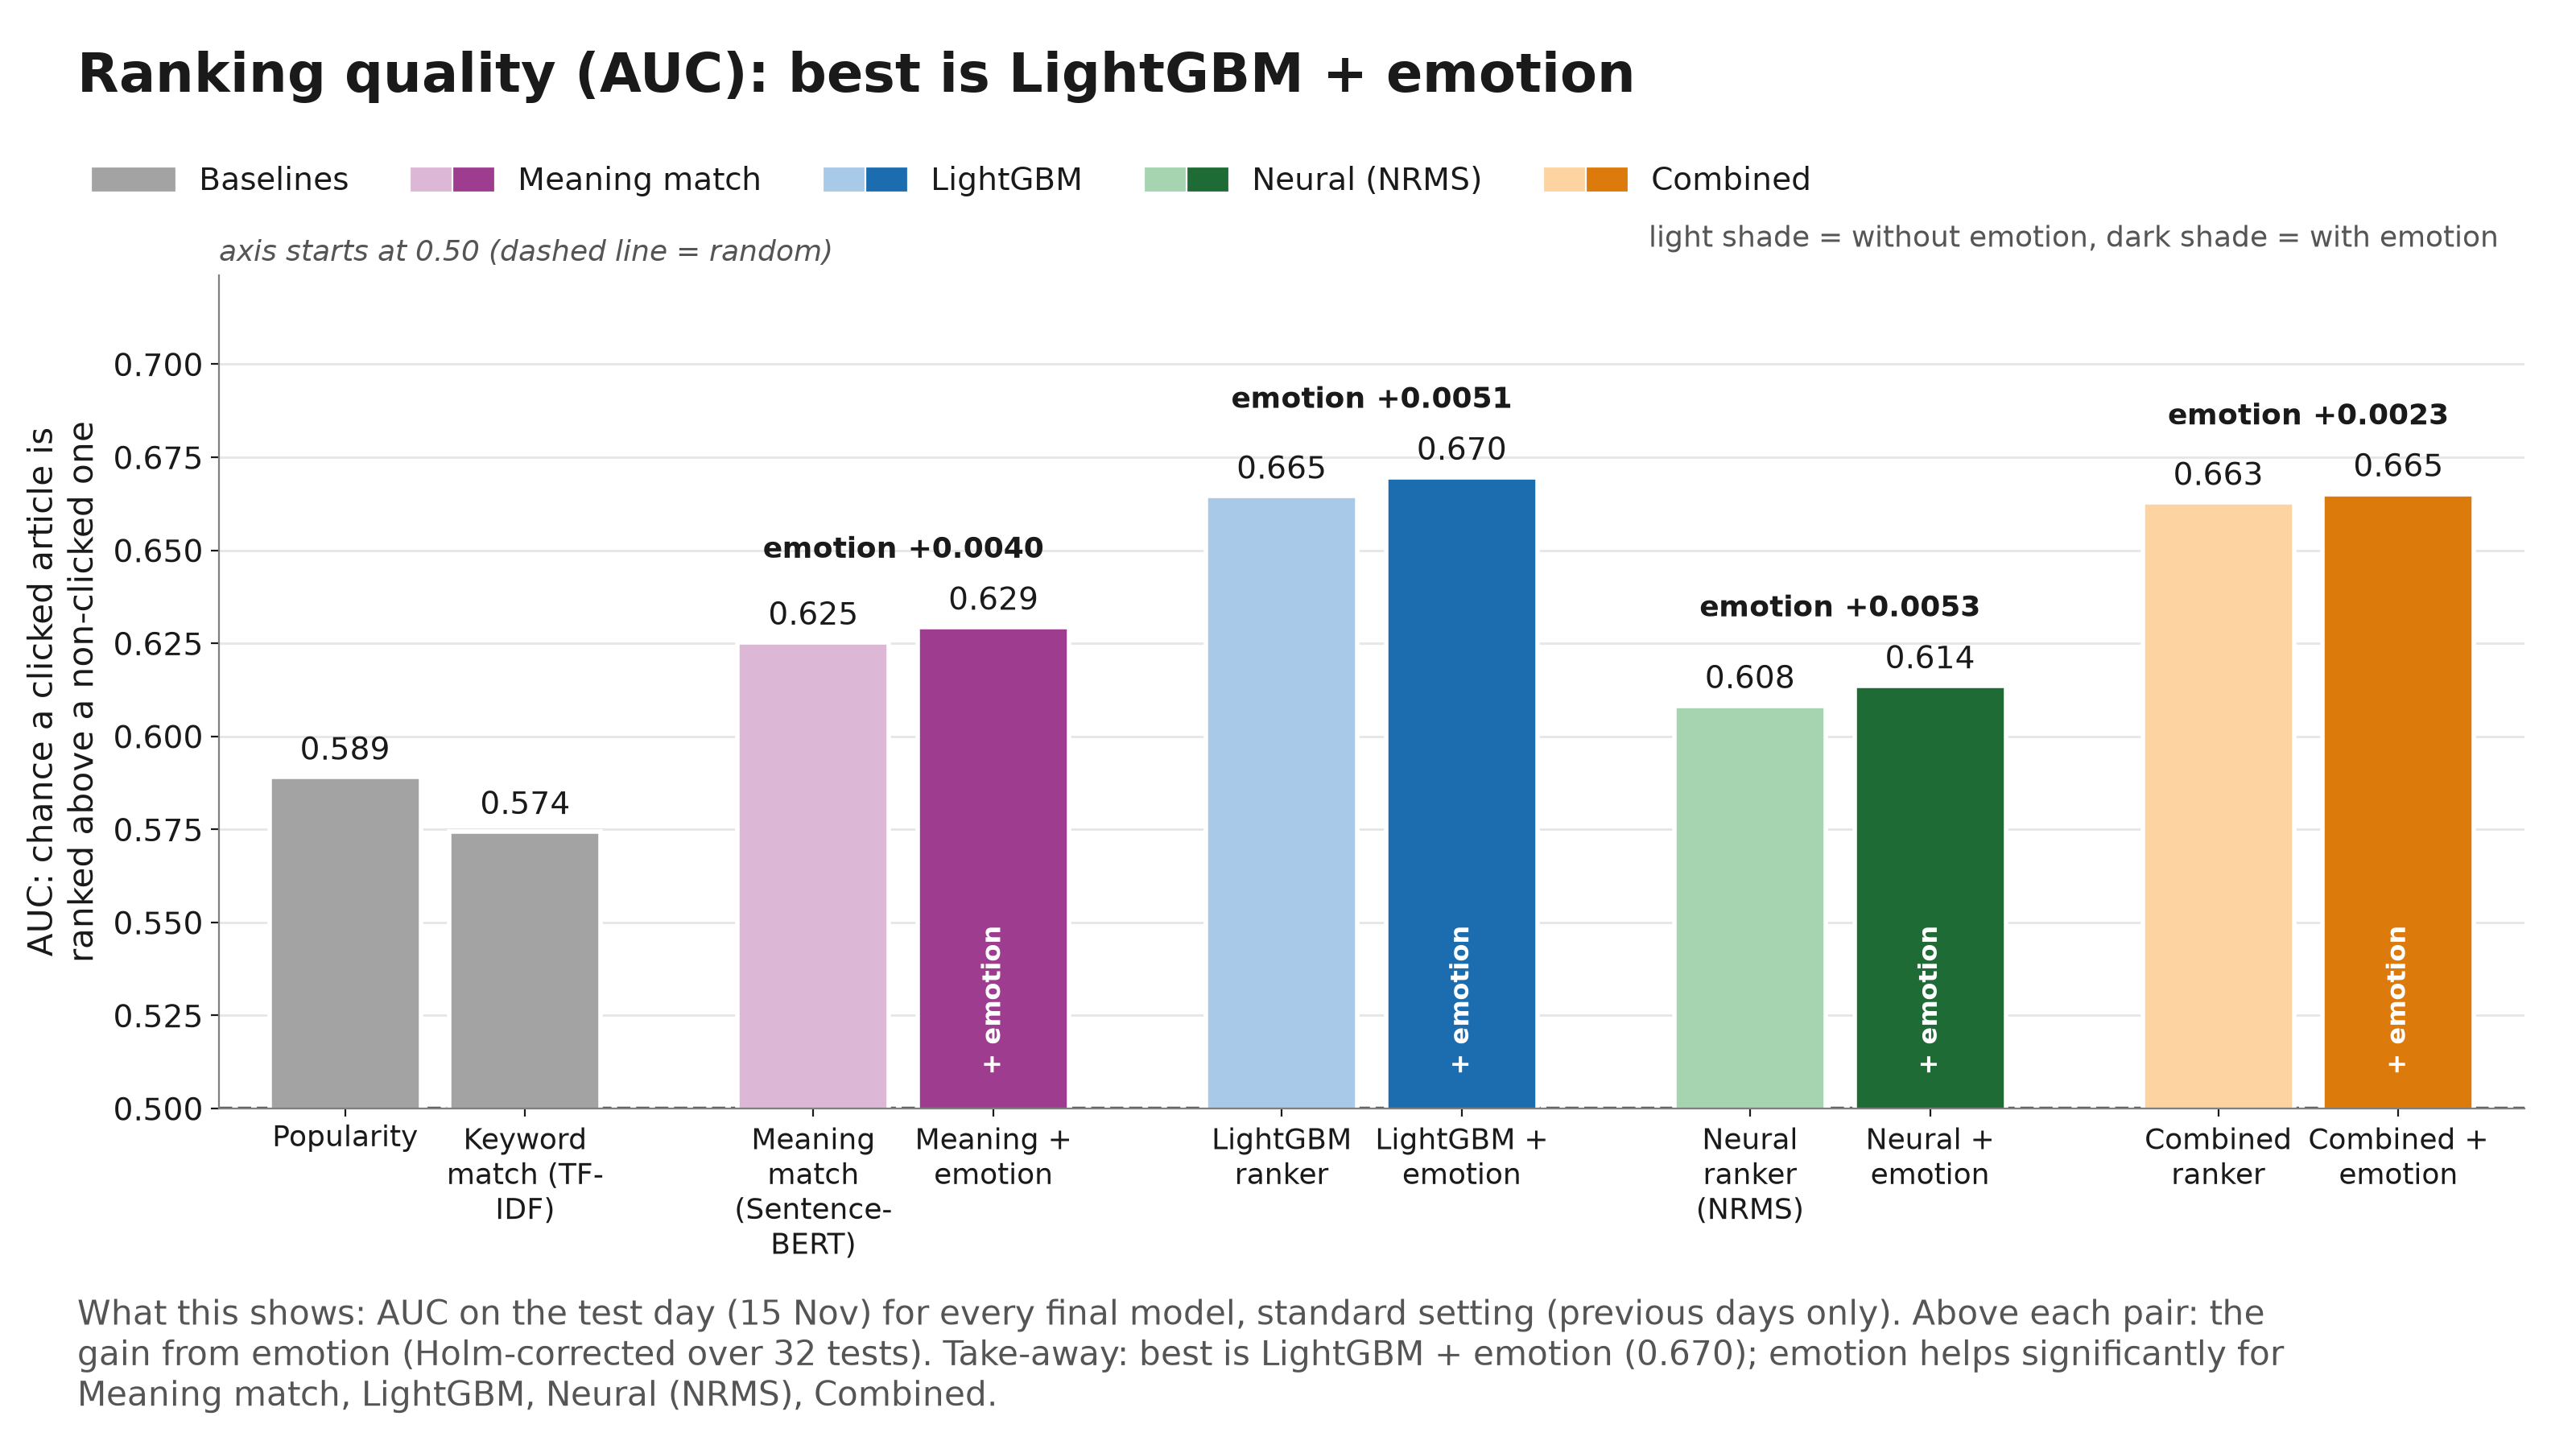 Ranking quality (AUC): best is LightGBM + emotion
Baselines
Meaning match
LightGBM
Neural (NRMS)
Combined
light shade = without emotion, dark shade = with emotion
axis starts at 0.50 (dashed line = random)
AUC: chance a clicked article is
ranked above a non-clicked one
0.700
0.675
0.650
0.625
0.600
0.575
0.550
0.525
0.500
0.589
0.574
emotion +0.0040
0.625
0.629
emotion +0.0051
0.665
0.670
emotion +0.0053
0.608
0.614
emotion +0.0023
0.663
0.665
+ emotion
+ emotion
+ emotion
+ emotion
Popularity
Keyword
match (TF-
IDF)
Meaning
match
(Sentence-
BERT)
Meaning +
emotion
LightGBM
ranker
LightGBM +
emotion
Neural
ranker
(NRMS)
Neural +
emotion
Combined
ranker
Combined +
emotion
What this shows: AUC on the test day (15 Nov) for every final model, standard setting (previous days only). Above each pair: the
gain from emotion (Holm-corrected over 32 tests). Take-away: best is LightGBM + emotion (0.670); emotion helps significantly for
Meaning match, LightGBM, Neural (NRMS), Combined.